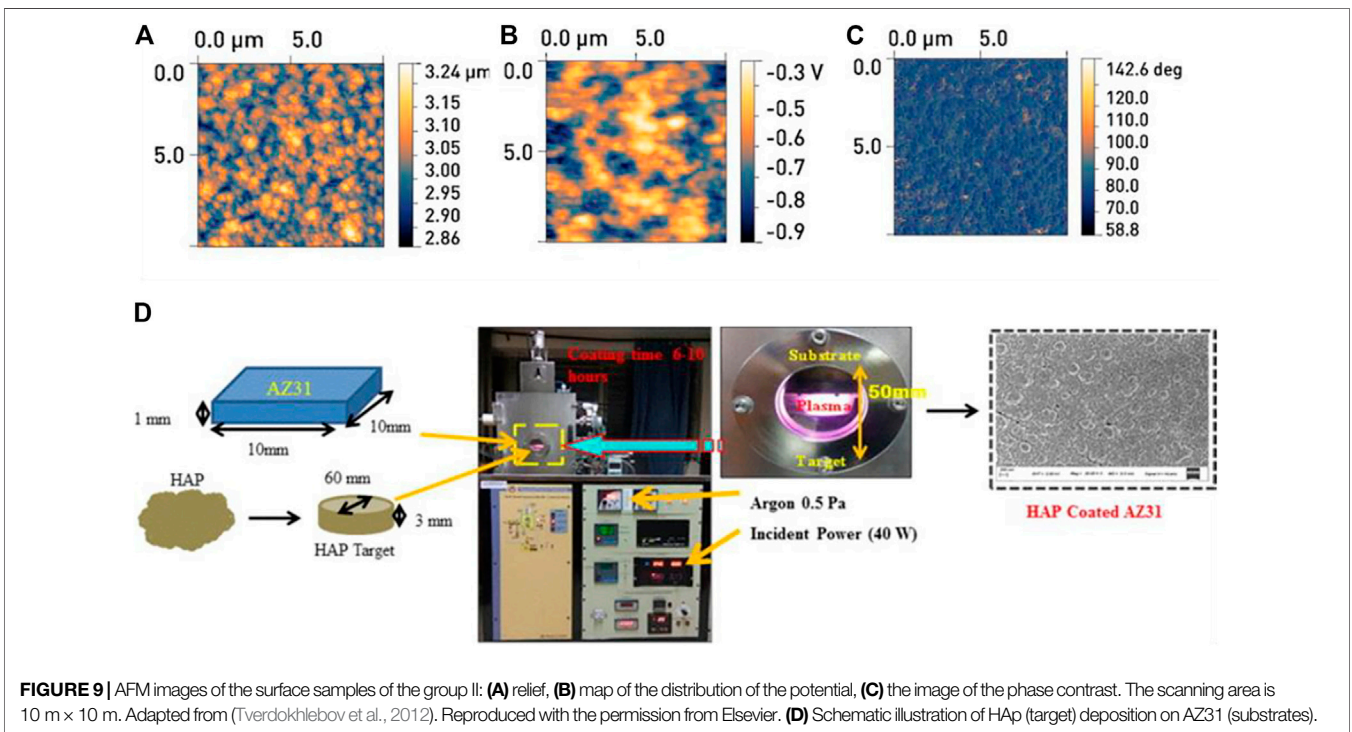 A
0.0 µm 5.0
0.0
5.0
3.24 µm
3.15
3.10
3.05
3.00
2.95
2.90
2.86
B
0.0 µm 5.0
0.0
5.0
-0.3 V
-0.5
-0.6
-0.7
-0.8
-0.9
C
0.0 µm 5.0
0.0
5.0
142.6 deg
120.0
110.0
100.0
90.0
80.0
70.0
58.8
D
AZ31
1 mm
10mm
10mm
HAP
60 mm
3 mm
HAP Target
Coating time 6-10
hours
Substrate
50mm
Plasma
Target
Argon 0.5 Pa
Incident Power (40 W)
HAP Coated AZ31
FIGURE 9 | AFM images of the surface samples of the group II: (A) relief, (B) map of the distribution of the potential, (C) the image of the phase contrast. The scanning area is
10 m × 10 m. Adapted from (Tverdokhlebov et al., 2012). Reproduced with the permission from Elsevier. (D) Schematic illustration of HAp (target) deposition on AZ31 (substrates).